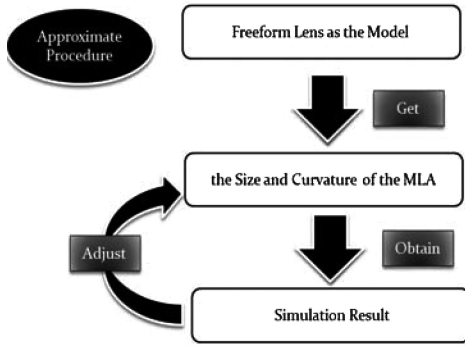 Approximate
Procedure
Freeform Lens as the Model
Get
the Size and Curvature of the MLA
Adjust
Obtain
Simulation Result